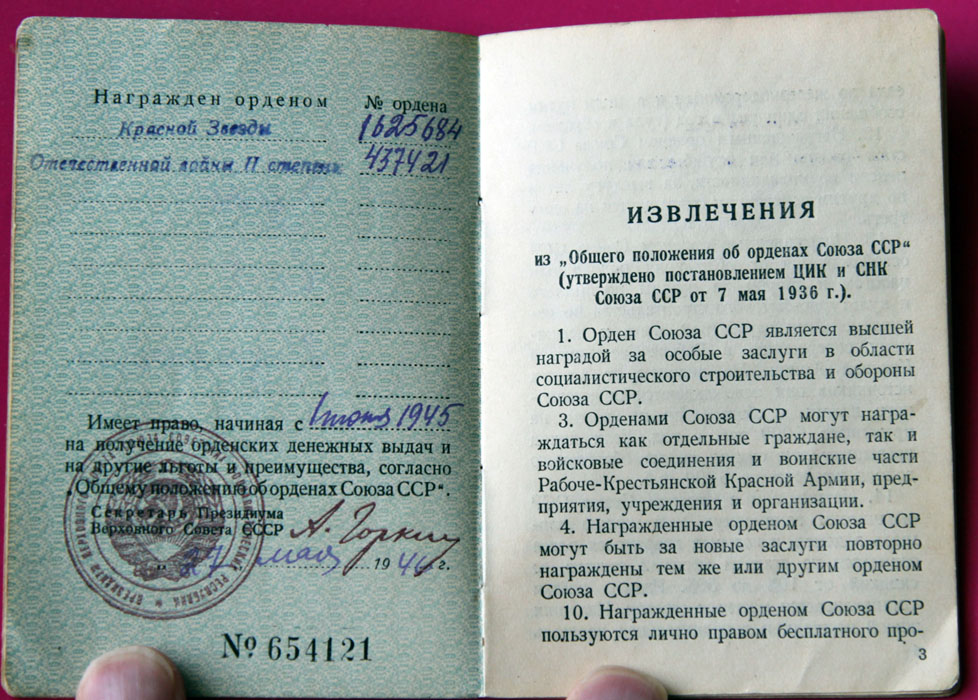 Награжден орденом № ордена
Красной Звезды 1625684
Отечественной войны II степени 437421
Имеет право, начиная с 1945
на получение орденских денежных выдач и
на другие льготы и преимущества, согласно
„Общему положению об орденах Союза ССР“.
Секретарь Президиума
Верховного Совета СССР А. Горкин
„27 мая 1946 г.
№ 654121
ИЗВЛЕЧЕНИЯ
из „Общего положения об орденах Союза ССР“
(утверждено постановлением ЦИК и СНК
Союза ССР от 7 мая 1936 г.).
1. Орден Союза ССР является высшей
наградой за особые заслуги в области
социалистического строительства и обороны
Союза ССР.
3. Орденами Союза ССР могут награ-
ждаться как отдельные граждане, так и
войсковые соединения и воинские части
Рабоче-Крестьянской Красной Армии, пред-
приятия, учреждения и организации.
4. Награжденные орденом Союза ССР
могут быть за новые заслуги повторно
награждены тем же или другим орденом
Союза ССР.
10. Награжденные орденом Союза ССР
пользуются лично правом бесплатного про-
3